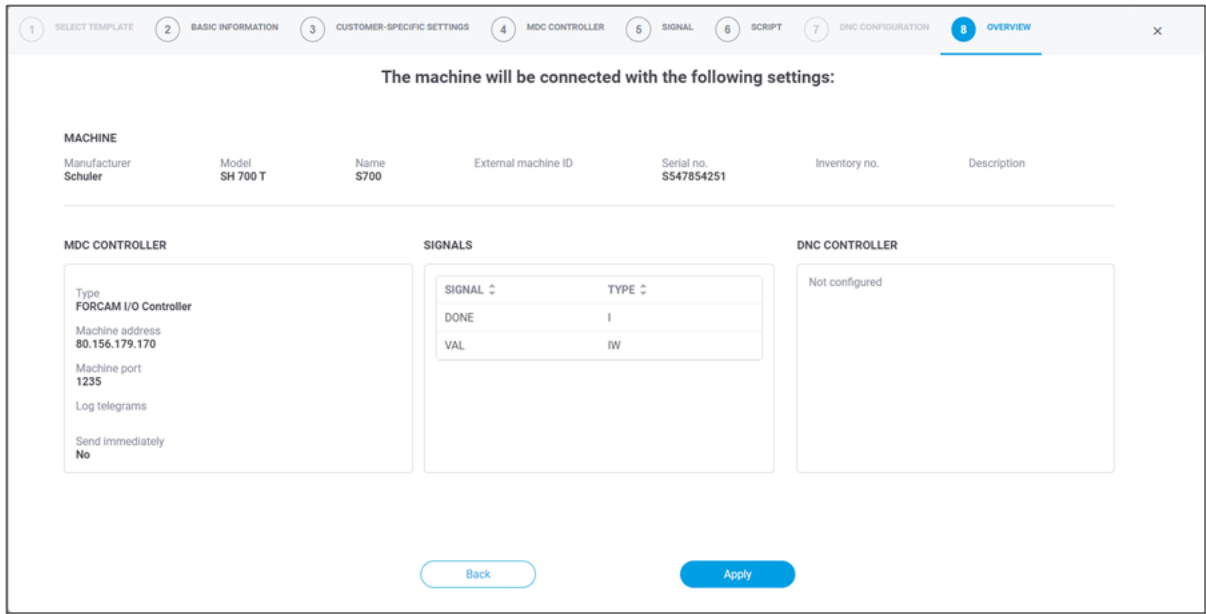 1 SELECT TEMPLATE 2 BASIC INFORMATION 3 CUSTOMER-SPECIFIC SETTINGS 4 MDC CONTROLLER 5 SIGNAL 6 SCRIPT 7 DNC CONFIGURATION 8 OVERVIEW ×
The machine will be connected with the following settings:
MACHINE
Manufacturer Model Name External machine ID Serial no. Inventory no. Description
Schuler SH 700 T S700 S547854251
MDC CONTROLLER
Type
FORCAM I/O Controller
Machine address
80.156.179.170
Machine port
1235
Log telegrams
Send immediately
No
SIGNALS
SIGNAL TYPE
DONE I
VAL IW
DNC CONTROLLER
Not configured
Back Apply